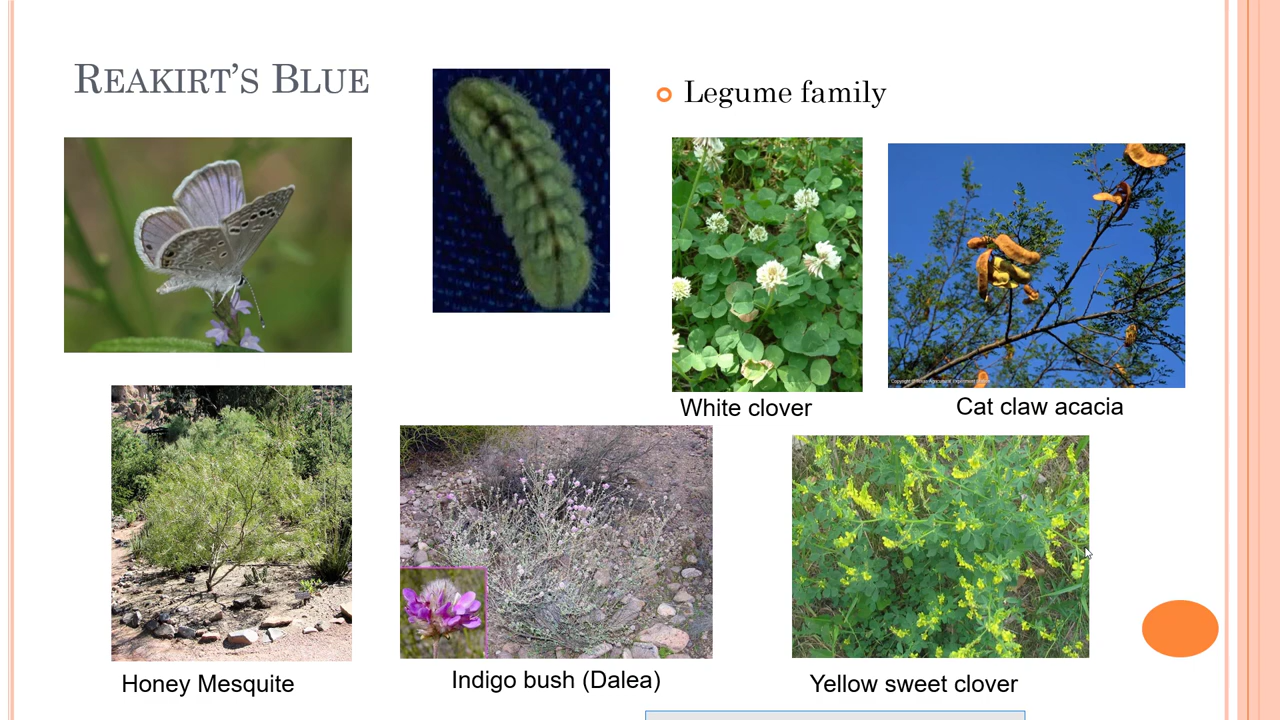 REAKIRT'S BLUE
Legume family
White clover
Cat claw acacia
Honey Mesquite
Indigo bush (Dalea)
Yellow sweet clover